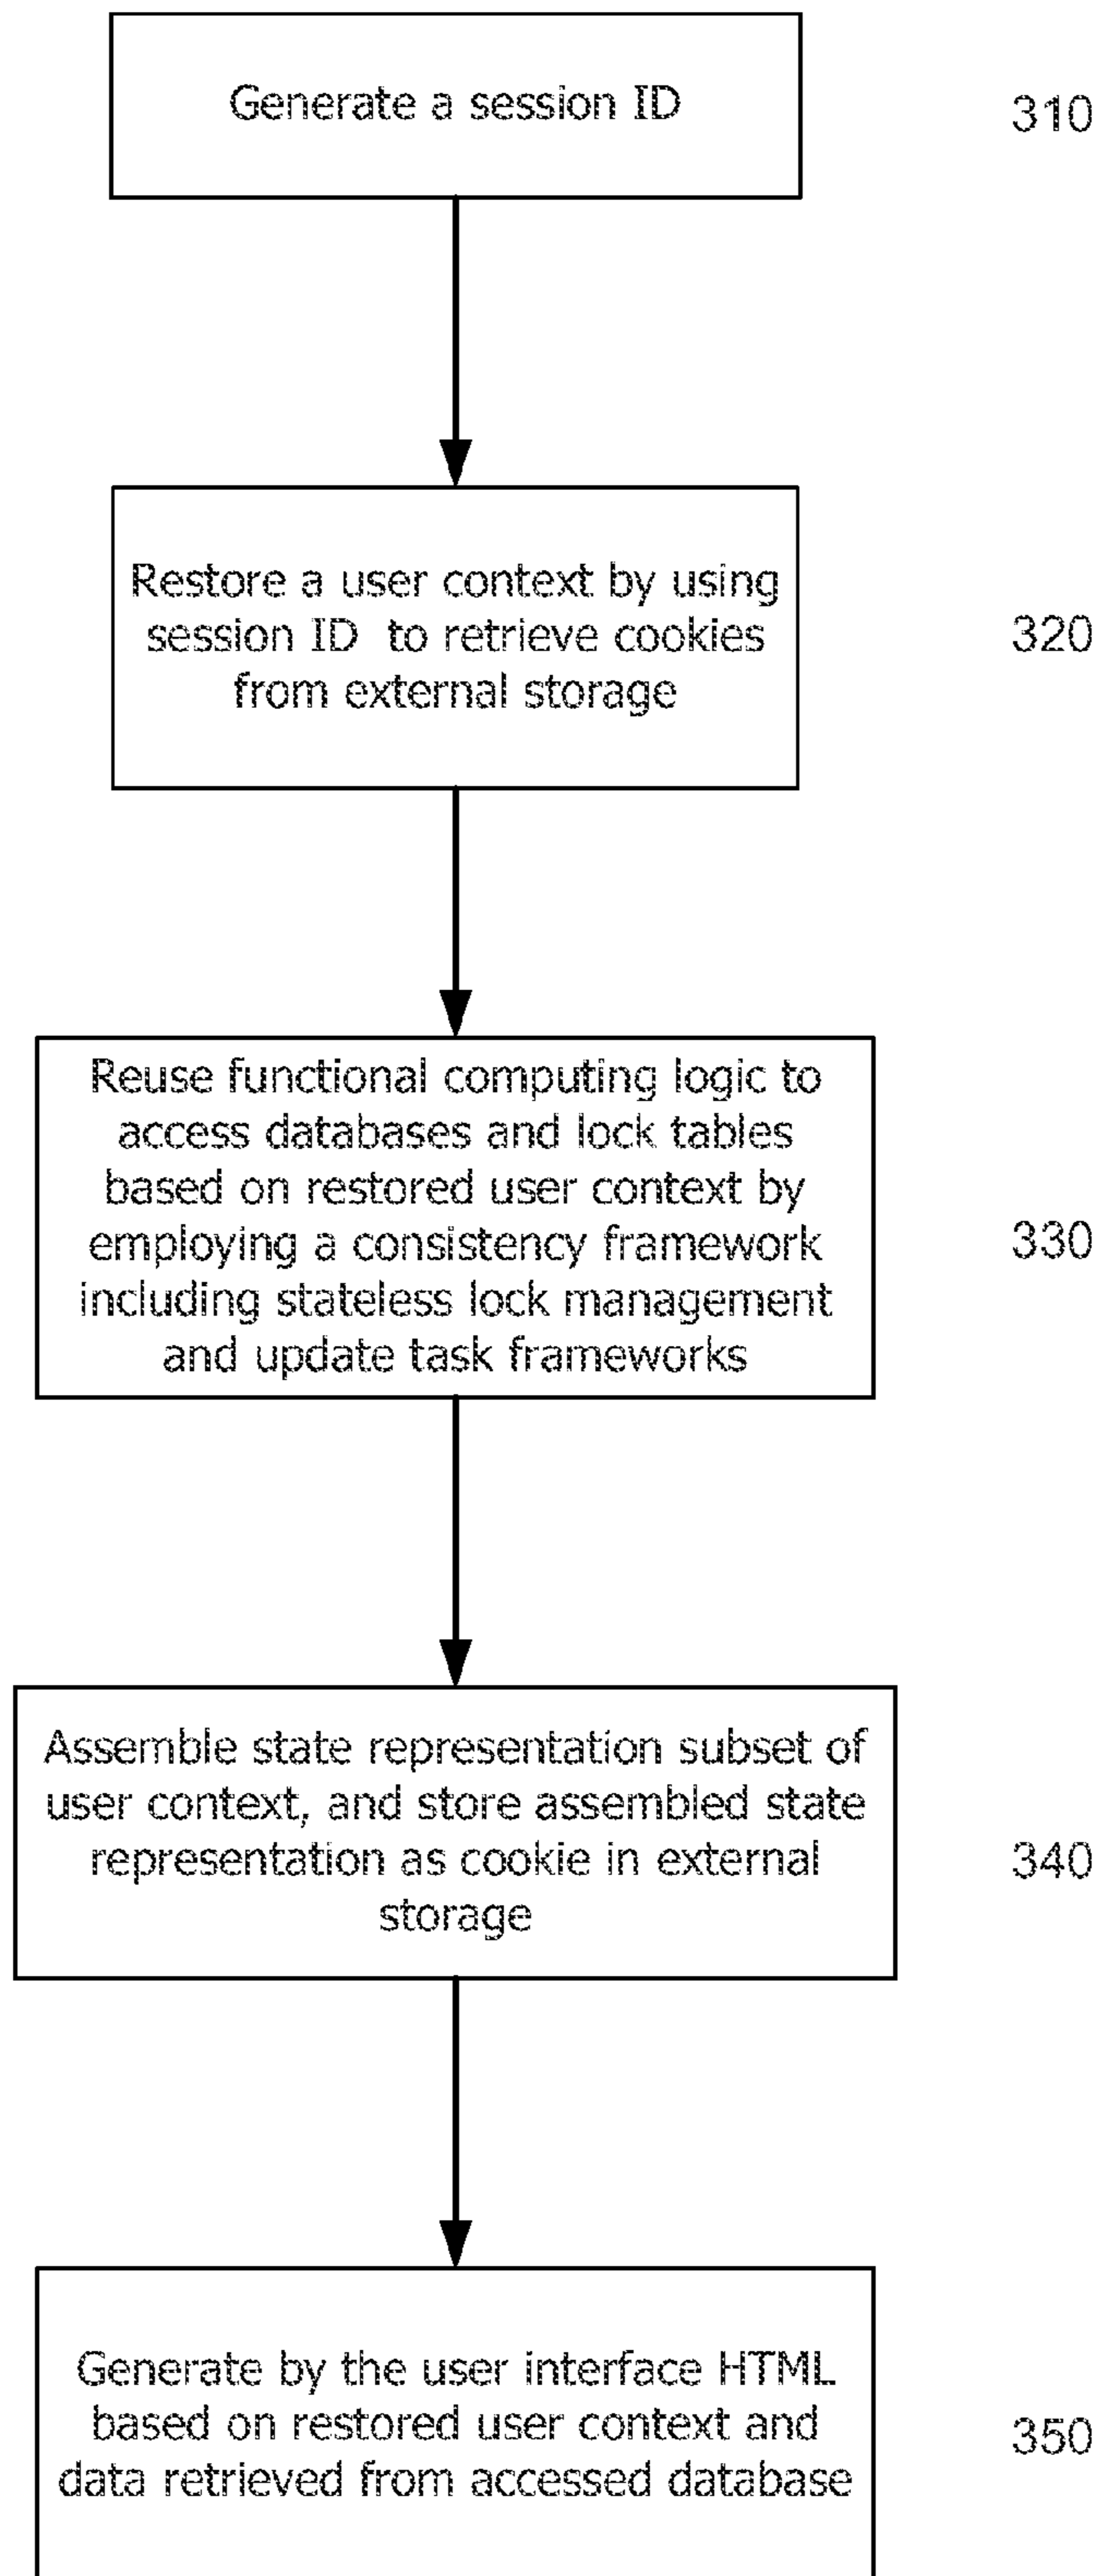 Generate a session ID
310
Restore a user context by using
session ID to retrieve cookies
from external storage
320
Reuse functional computing logic to
access databases and lock tables
based on restored user context by
employing a consistency framework
including stateless lock management
and update task frameworks
330
Assemble state representation subset of
user context, and store assembled state
representation as cookie in external
storage
340
Generate by the user interface HTML
based on restored user context and
data retrieved from accessed database
350